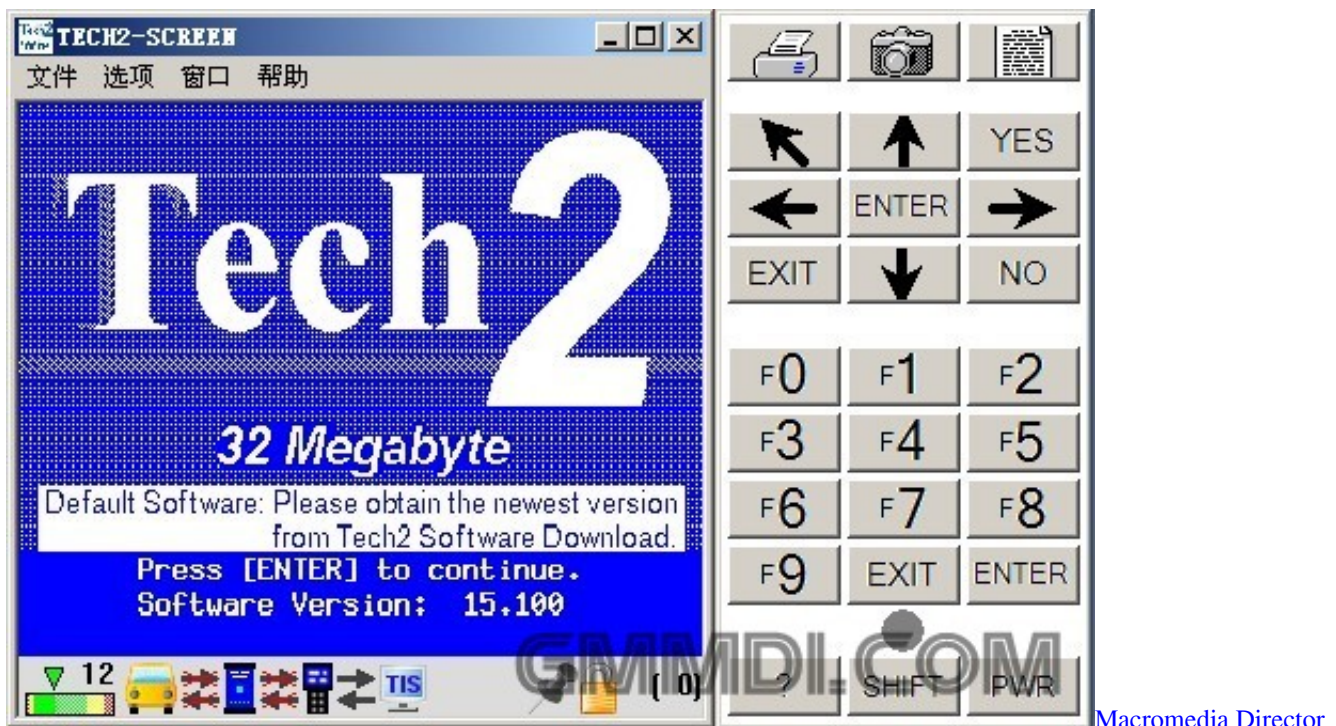 TECH2-SCREEN
文件 选项 窗口 帮助
Tech2
32 Megabyte
Default Software: Please obtain the newest version
from Tech2 Software Download.
Press [ENTER] to continue.
Software Version: 15.100
12 TIS ( 0)
YES
ENTER
EXIT NO
F0 F1 F2
F3 F4 F5
F6 F7 F8
F9 EXIT ENTER
? SHIFT PWR
GMMDI.COM
Macromedia Director